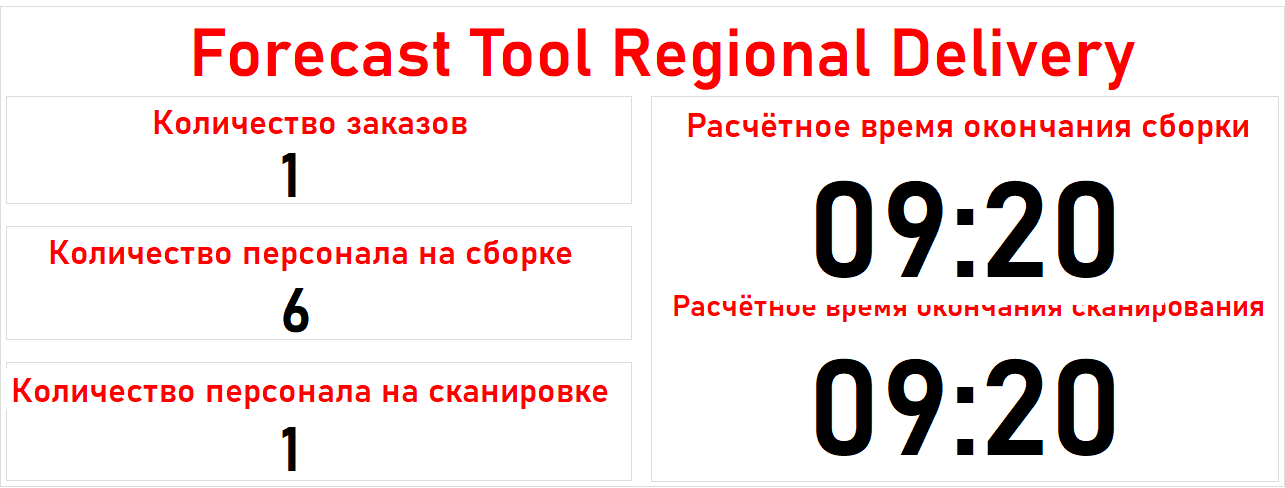 Forecast Tool Regional Delivery
Количество заказов
1
Количество персонала на сборке
6
Количество персонала на сканировке
1
Расчётное время окончания сборки
09:20
Расчётное время окончания сканирования
09:20